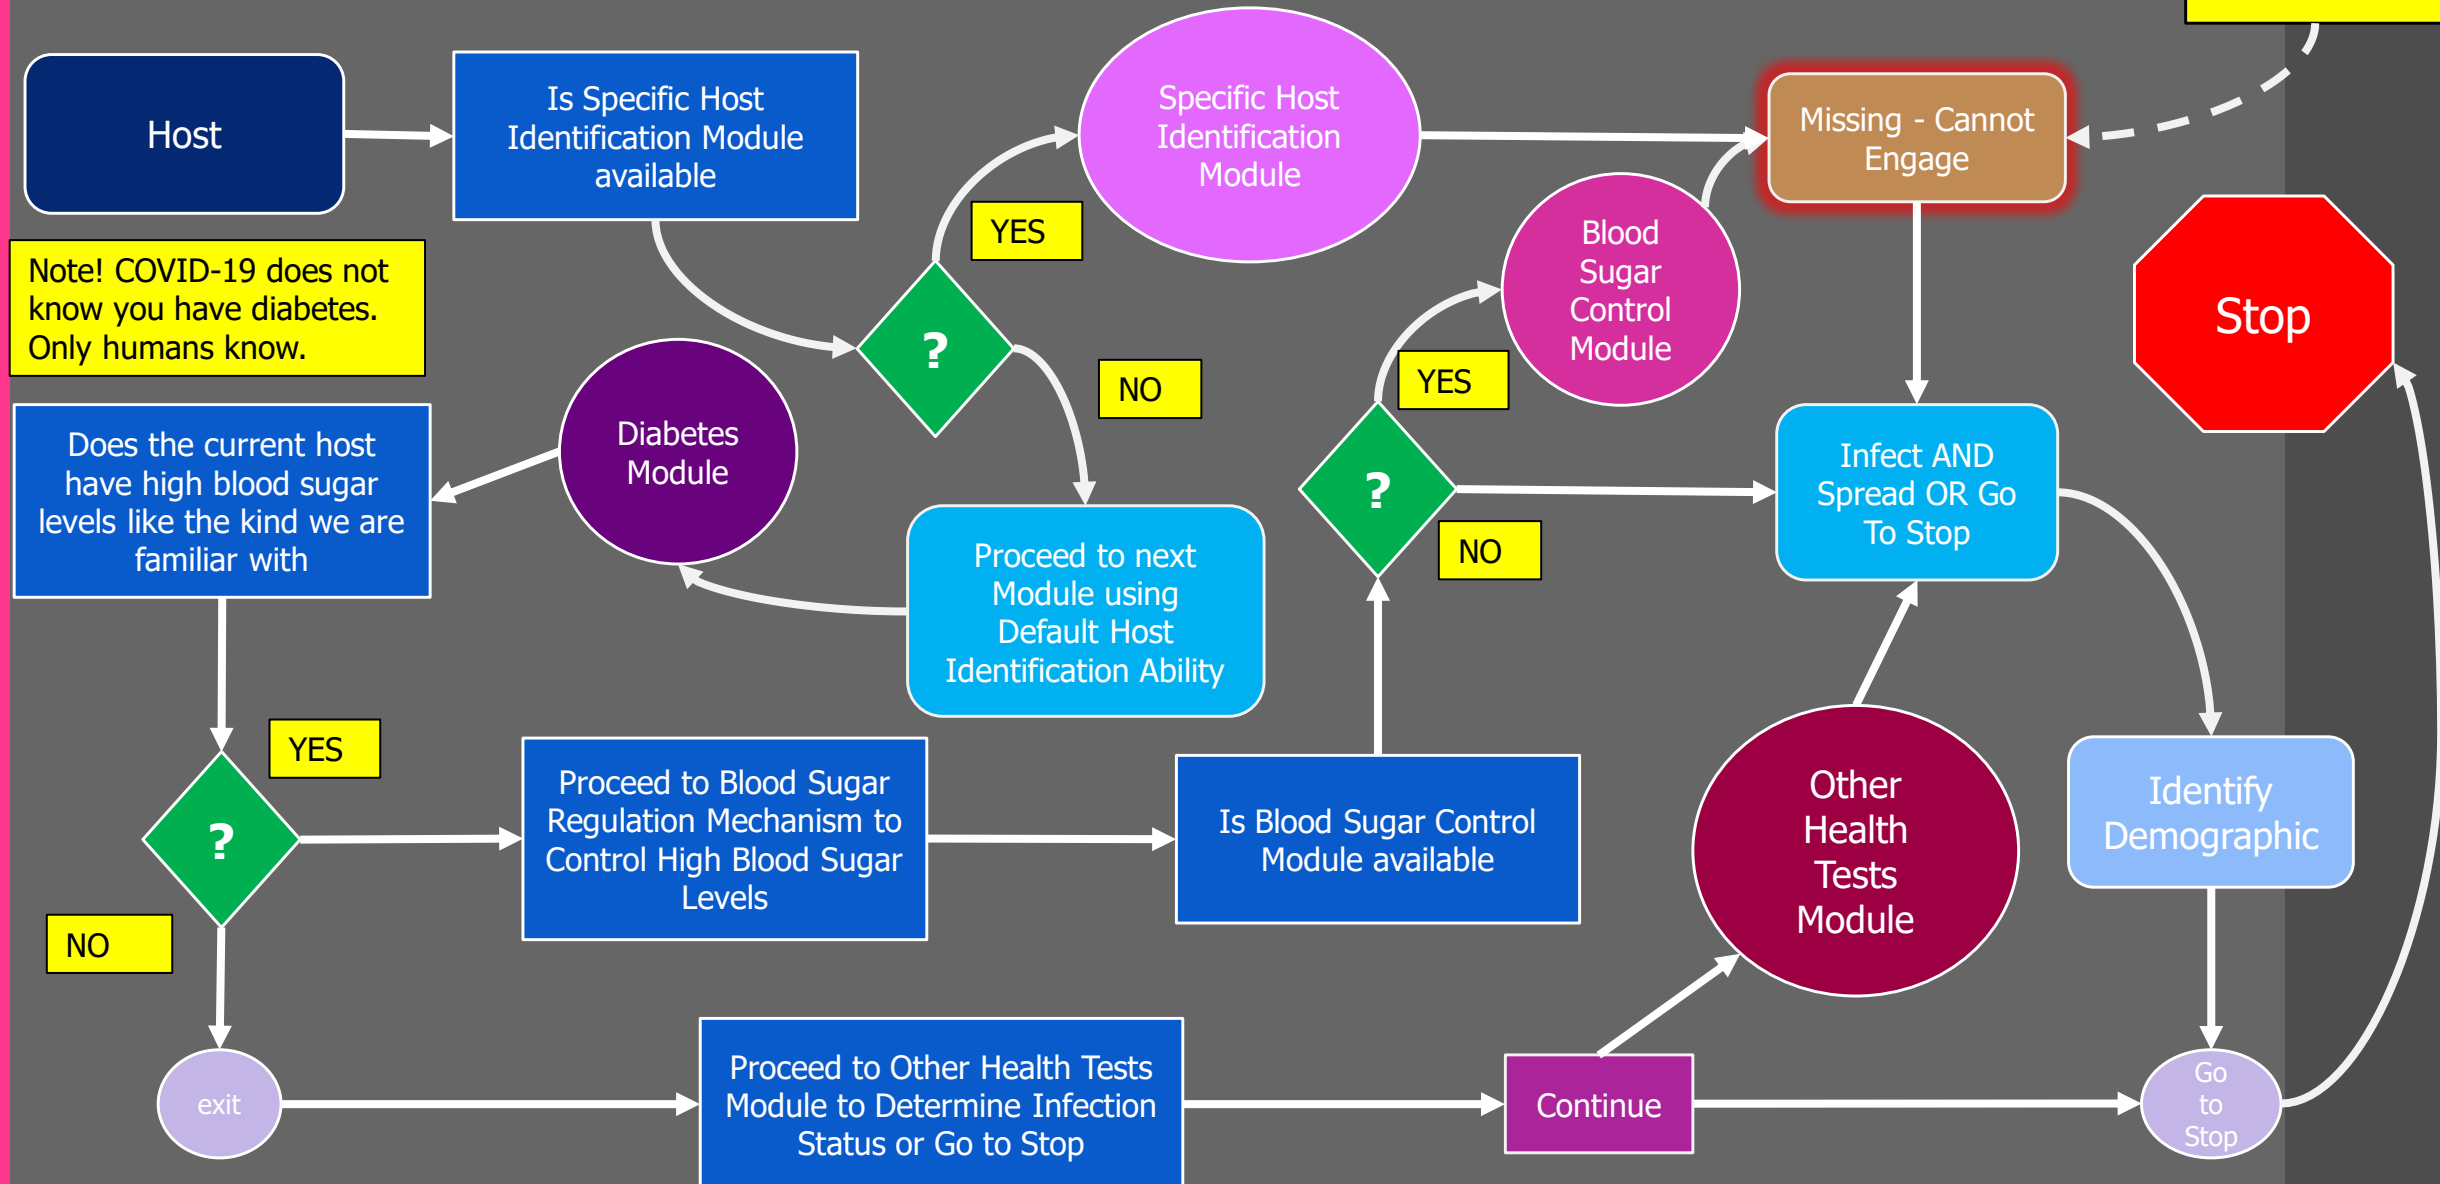 Host
Is Specific Host
Identification Module
available
Specific Host
Identification
Module
Missing - Cannot
Engage
YES
Note! COVID-19 does not
know you have diabetes.
Only humans know.
Blood
Sugar
Control
Module
Stop
?
NO
YES
Diabetes
Module
Does the current host
have high blood sugar
levels like the kind we are
familiar with
?
NO
Infect AND
Spread OR Go
To Stop
Proceed to next
Module using
Default Host
Identification Ability
YES
?
NO
Proceed to Blood Sugar
Regulation Mechanism to
Control High Blood Sugar
Levels
Is Blood Sugar Control
Module available
Other
Health
Tests
Module
Identify
Demographic
exit
Proceed to Other Health Tests
Module to Determine Infection
Status or Go to Stop
Continue
Go
to
Stop